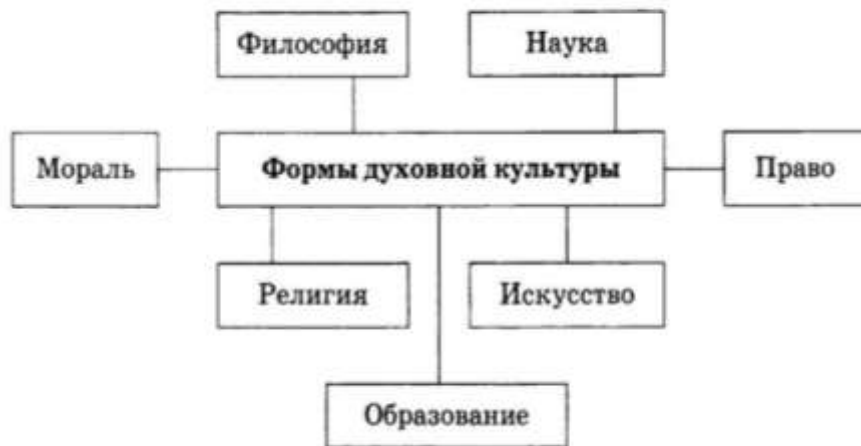 Философия
Наука
Мораль
Формы духовной культуры
Право
Религия
Искусство
Образование